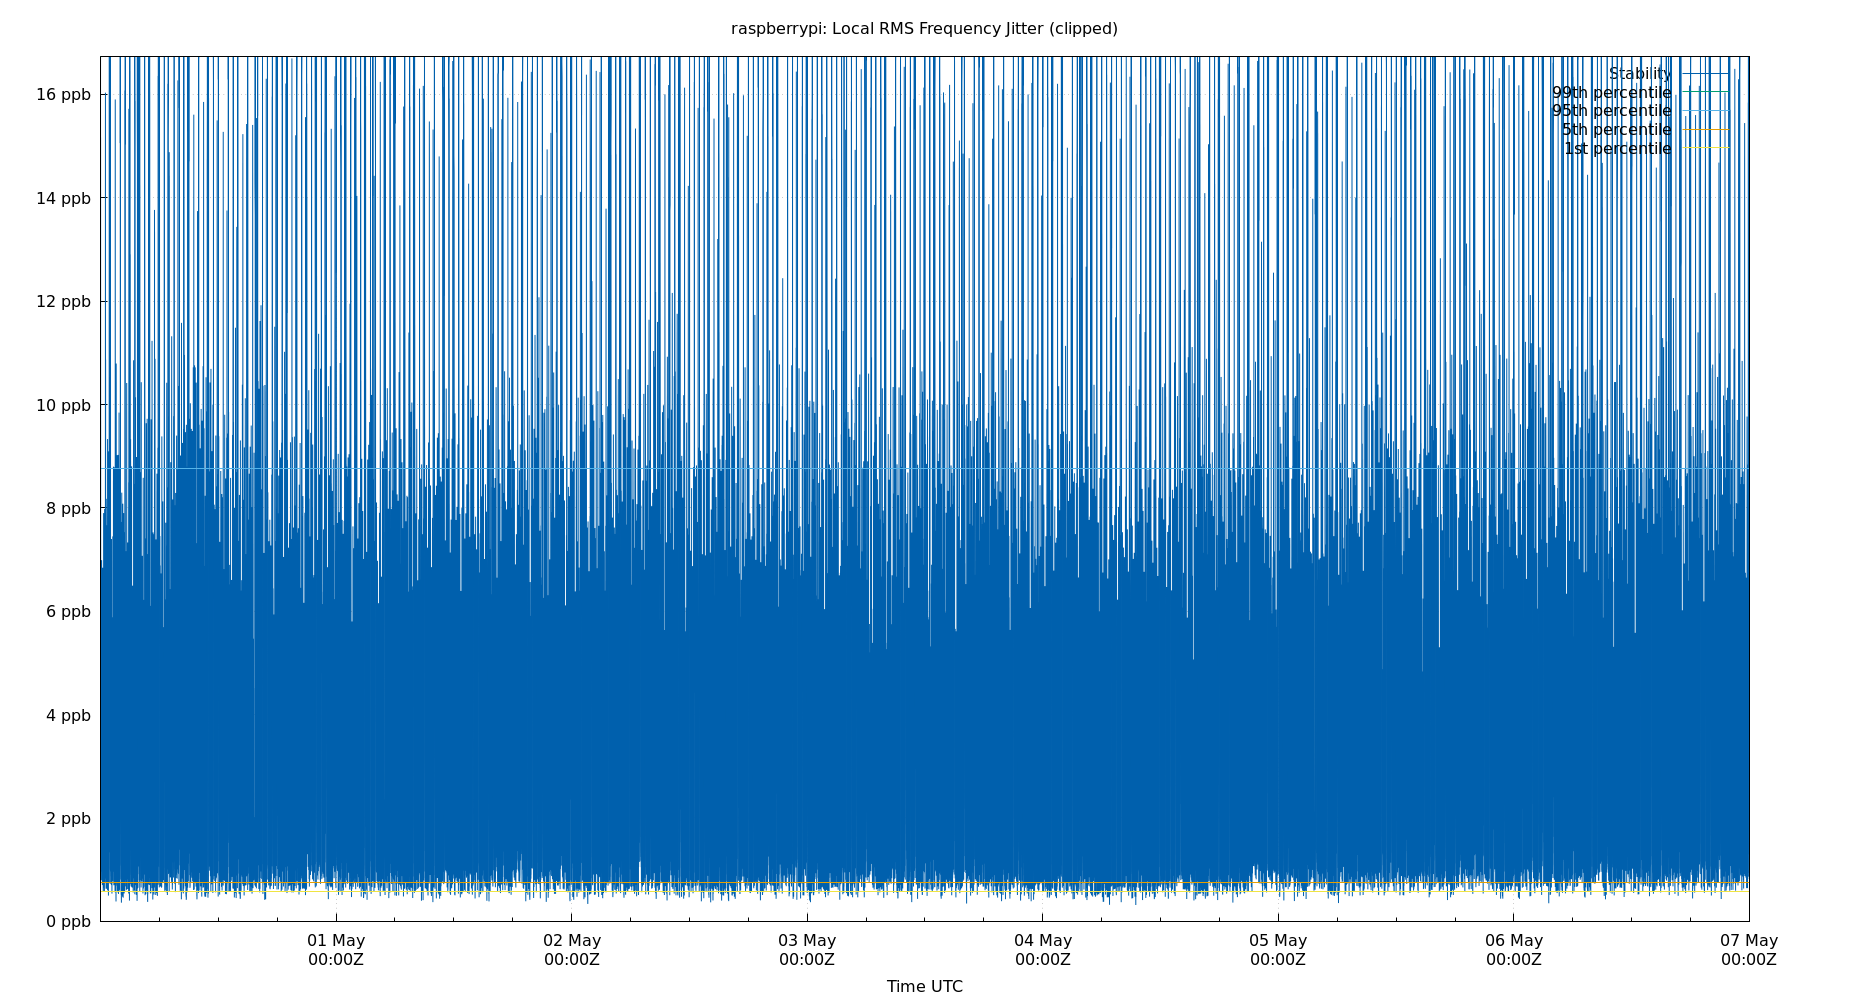 raspberrypi: Local RMS Frequency Jitter (clipped)
Stability
99th percentile
95th percentile
5th percentile
1st percentile
16 ppb
14 ppb
12 ppb
10 ppb
8 ppb
6 ppb
4 ppb
2 ppb
0 ppb
01 May 02 May 03 May 04 May 05 May 06 May 07 May
00:00Z 00:00Z 00:00Z 00:00Z 00:00Z 00:00Z 00:00Z
Time UTC